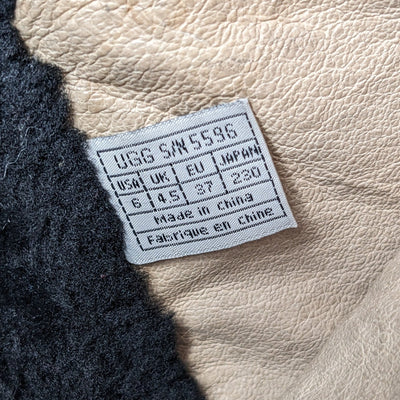 UGG S/N 5596
USA UK EU JAPAN
6 4.5 37 230
Made in china
Fabrique en chine